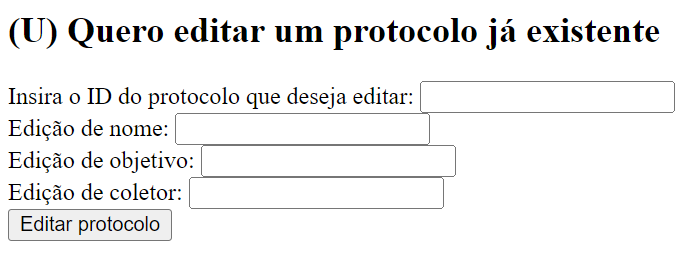 (U) Quero editar um protocolo já existente
Insira o ID do protocolo que deseja editar:
Edição de nome:
Edição de objetivo:
Edição de coletor:
Editar protocolo